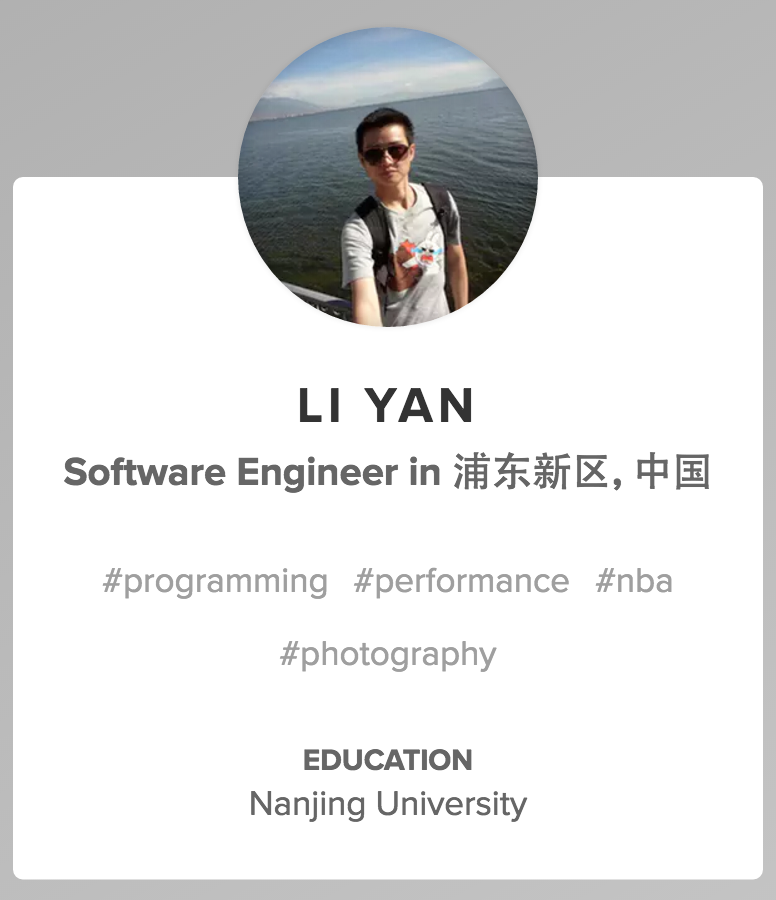 LI YAN
Software Engineer in 浦东新区, 中国
#programming #performance #nba
#photography
EDUCATION
Nanjing University